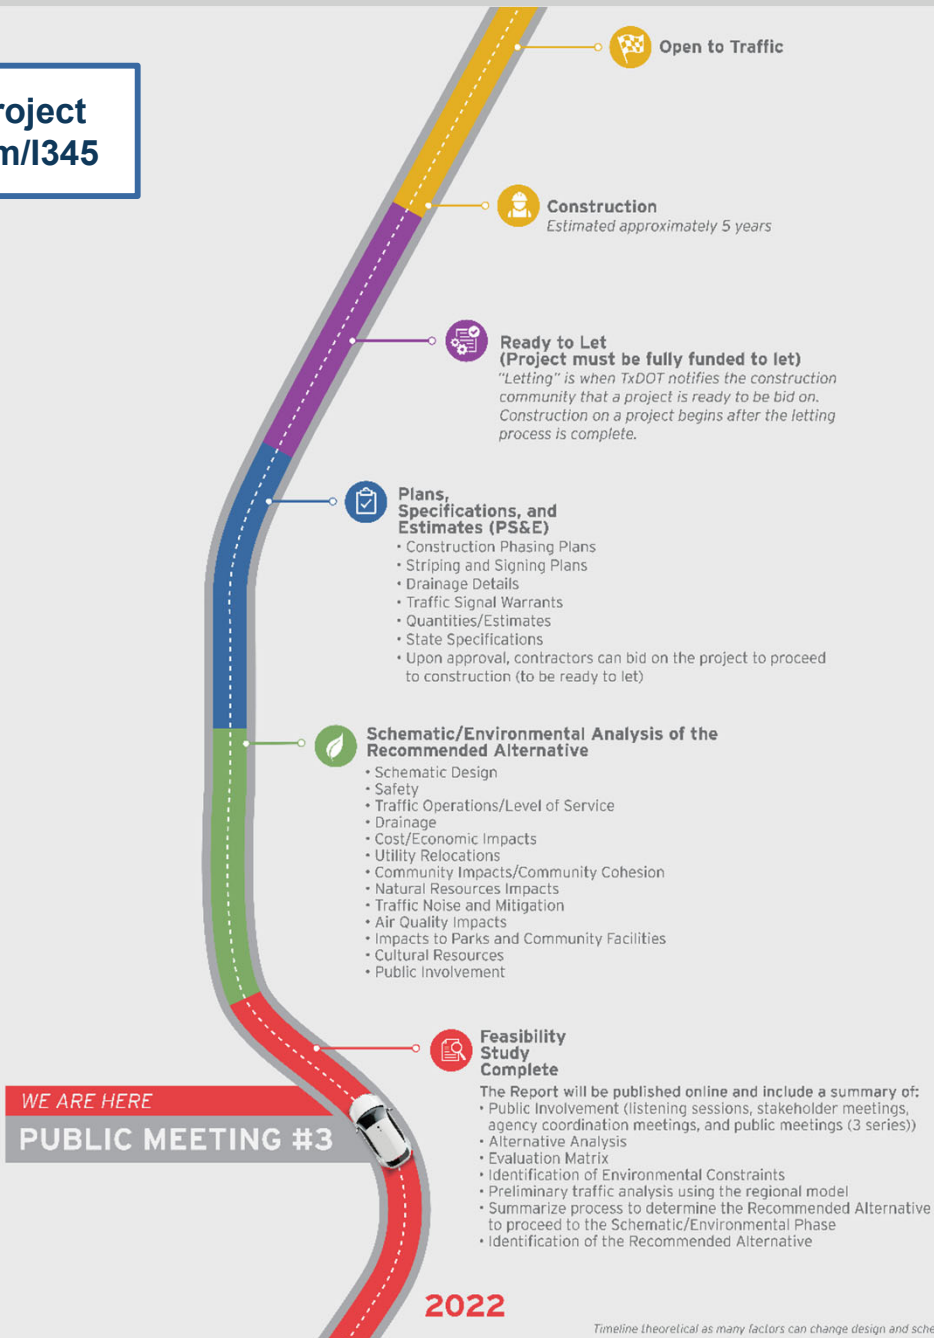 roject
m/I345
Open to Traffic
Construction
Estimated approximately 5 years
Ready to Let
(Project must be fully funded to let)
"Letting" is when TxDOT notifies the construction
community that a project is ready to be bid on.
Construction on a project begins after the letting
process is complete.
Plans,
Specifications, and
Estimates (PS&E)
• Construction Phasing Plans
• Striping and Signing Plans
• Drainage Details
• Traffic Signal Warrants
• Quantities/Estimates
• State Specifications
• Upon approval, contractors can bid on the project to proceed
to construction (to be ready to let)
Schematic/Environmental Analysis of the
Recommended Alternative
• Schematic Design
• Safety
• Traffic Operations/Level of Service
• Drainage
• Cost/Economic Impacts
• Utility Relocations
• Community Impacts/Community Cohesion
• Natural Resources Impacts
• Traffic Noise and Mitigation
• Air Quality Impacts
• Impacts to Parks and Community Facilities
• Cultural Resources
• Public Involvement
Feasibility
Study
Complete
The Report will be published online and include a summary of:
• Public Involvement (listening sessions, stakeholder meetings,
agency coordination meetings, and public meetings (3 series))
• Alternative Analysis
• Evaluation Matrix
• Identification of Environmental Constraints
• Preliminary traffic analysis using the regional model
• Summarize process to determine the Recommended Alternative
to proceed to the Schematic/Environmental Phase
• Identification of the Recommended Alternative
WE ARE HERE
PUBLIC MEETING #3
2022
Timeline theoretical as many factors can change design and sche